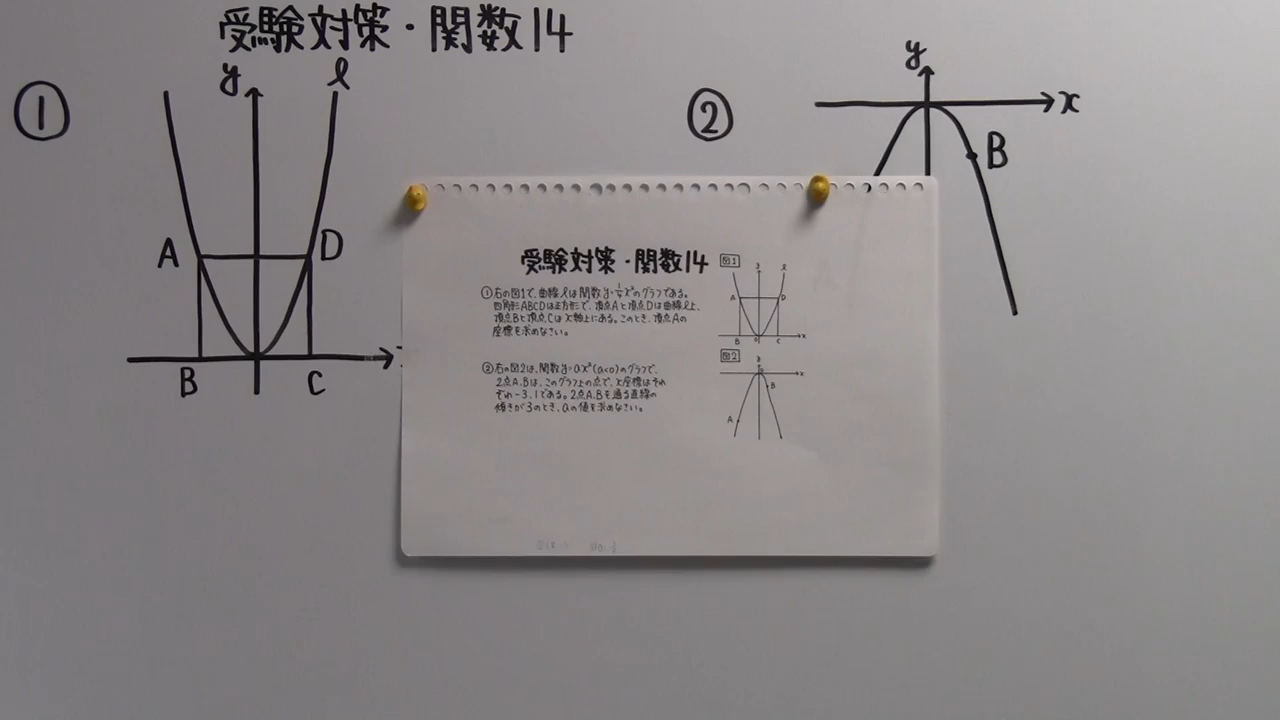 受験対策・関数14
①
y
l
A
D
B
C
②
y
x
B
受験対策・関数14
①右の図1で、曲線lは関数y=1/4x²のグラフである。
四角形ABCDは正方形で、頂点Aと頂点Dは曲線l上、
頂点Bと頂点Cはx軸上にある。このとき、頂点Aの
座標を求めなさい。
図1
y
l
A
D
B
O
C
x
②右の図2は、関数y=ax²(a<0)のグラフで、
2点A.Bは、このグラフ上の点で、x座標はそれ
ぞれ-3、1である。2点A.Bを通る直線の
傾きが3のとき、aの値を求めなさい。
図2
y
O
x
B
A